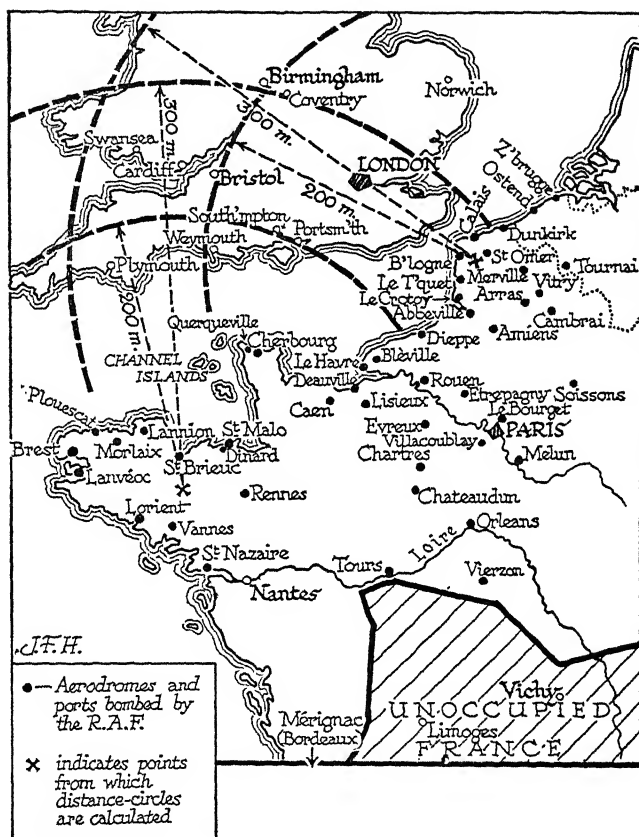 Birmingham
Coventry
Norwich
300 m.
300 m.
Swansea
Cardiff
Bristol
LONDON
200 m.
Z'brugge
Ostend
Calais
South'mpton
Portsm'th
Weymouth
Plymouth
200 m.
Dunkirk
St Omer
B'logne
Merville
Tournai
Le T'quet
Vitry
Le Crotoy
Arras
Abbeville
Cambrai
Amiens
Querqueville
Cherbourg
Dieppe
CHANNEL
ISLANDS
Le Havre
Blèville
Deauville
Rouen
Caen
Lisieux
Etrepagny
Soissons
Le Bourget
Plouescat
Lannion
St Malo
Evreux
PARIS
Villacoublay
Brest
Morlaix
Dinard
St Brieuc
Chartres
Melun
Lanvéoc
Rennes
Chateaudun
Lorient
Vannes
Orleans
St Nazaire
Tours
Loire
Vierzon
Nantes
J.F.H.
Vichy
UNOCCUPIED
Limoges
FRANCE
Mérignac
(Bordeaux)
Aerodromes and
ports bombed by
the R.A.F.
indicates points
from which
distance-circles
are calculated